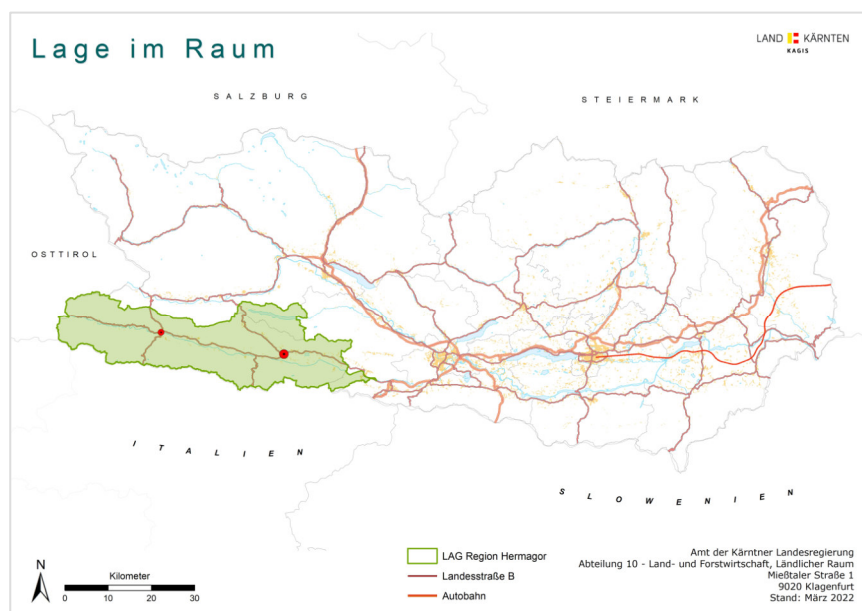 Lage im Raum
LAND KÄRNTEN
KAGIS
SALZBURG
STEIERMARK
OSTTIROL
ITALIEN
SLOWENIEN
N
Kilometer
0 10 20 30
LAG Region Hermagor
Landesstraße B
Autobahn
Amt der Kärntner Landesregierung
Abteilung 10 - Land- und Forstwirtschaft, Ländlicher Raum
Mießtaler Straße 1
9020 Klagenfurt
Stand: März 2022